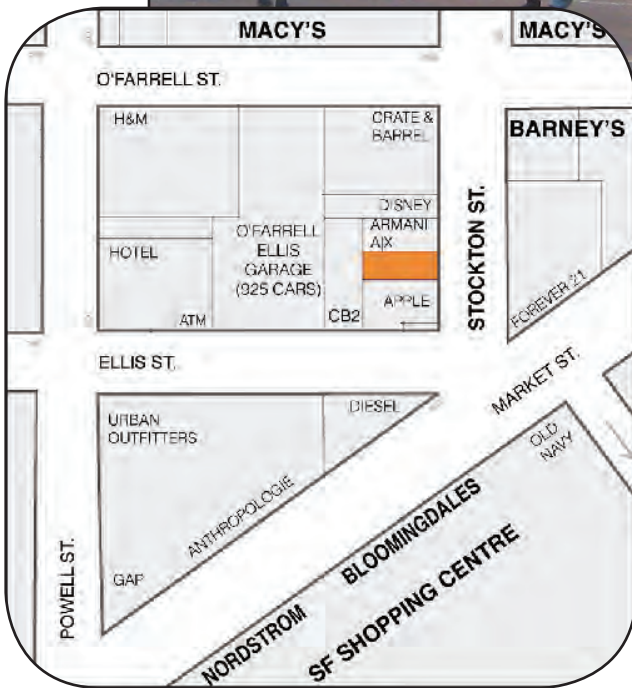 MACY'S
MACY'S
O'FARRELL ST.
H&M
CRATE &
BARREL
BARNEY'S
DISNEY
ARMANI
A|X
O'FARRELL
ELLIS
GARAGE
(925 CARS)
HOTEL
STOCKTON ST.
APPLE
ATM
CB2
FOREVER 21
ELLIS ST.
MARKET ST.
DIESEL
URBAN
OUTFITTERS
OLD
NAVY
ANTHROPOLOGIE
BLOOMINGDALES
POWELL ST.
GAP
NORDSTROM
SF SHOPPING CENTRE